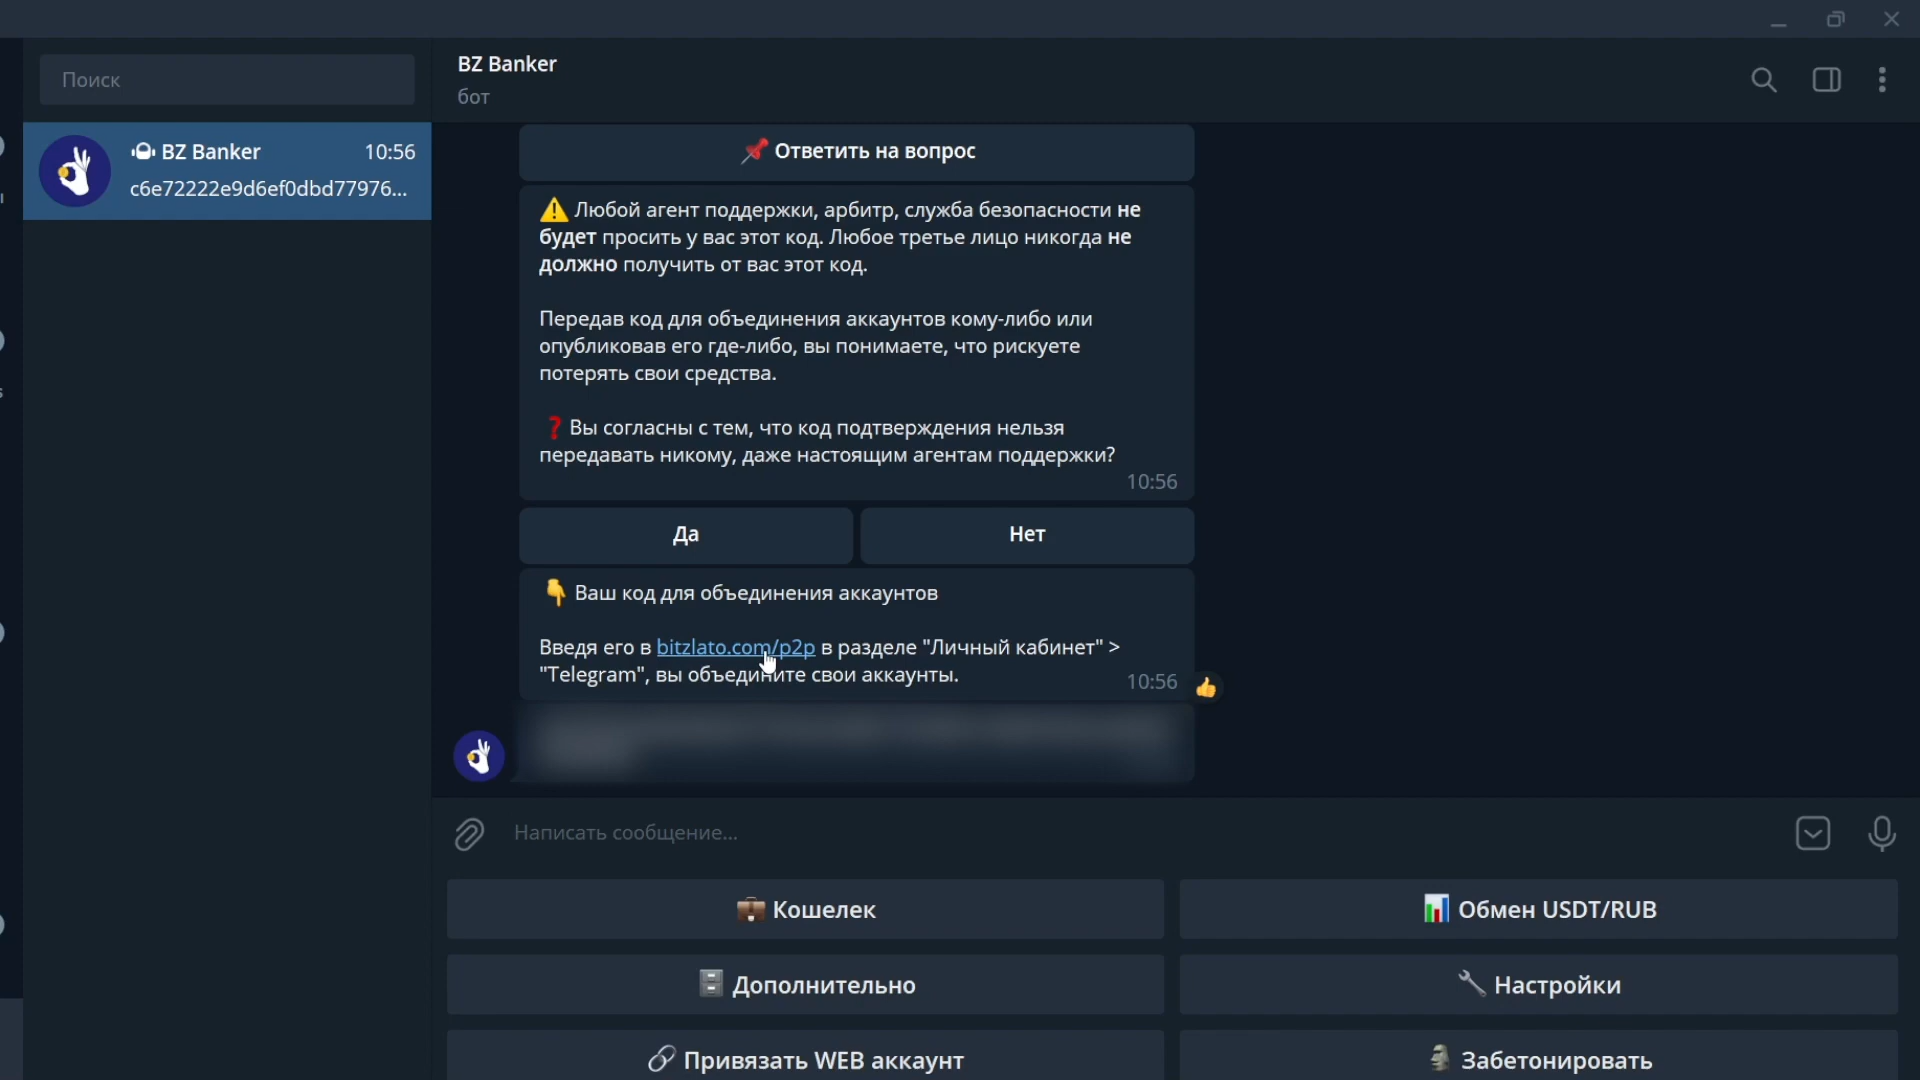 Поиск
BZ Banker
10:56
c6e72222e9d6ef0dbd77976...
BZ Banker
бот
📌 Ответить на вопрос
⚠️ Любой агент поддержки, арбитр, служба безопасности не
будет просить у вас этот код. Любое третье лицо никогда не
должно получить от вас этот код.
Передав код для объединения аккаунтов кому-либо или
опубликовав его где-либо, вы понимаете, что рискуете
потерять свои средства.
❓ Вы согласны с тем, что код подтверждения нельзя
передавать никому, даже настоящим агентам поддержки?
10:56
Да
Нет
👇 Ваш код для объединения аккаунтов
Введя его в bitzlato.com/p2p в разделе "Личный кабинет" >
"Telegram", вы объедините свои аккаунты.
10:56
👍
Написать сообщение...
💼 Кошелек
📊 Обмен USDT/RUB
🗄 Дополнительно
🔧 Настройки
🔗 Привязать WEB аккаунт
🗿 Забетонировать